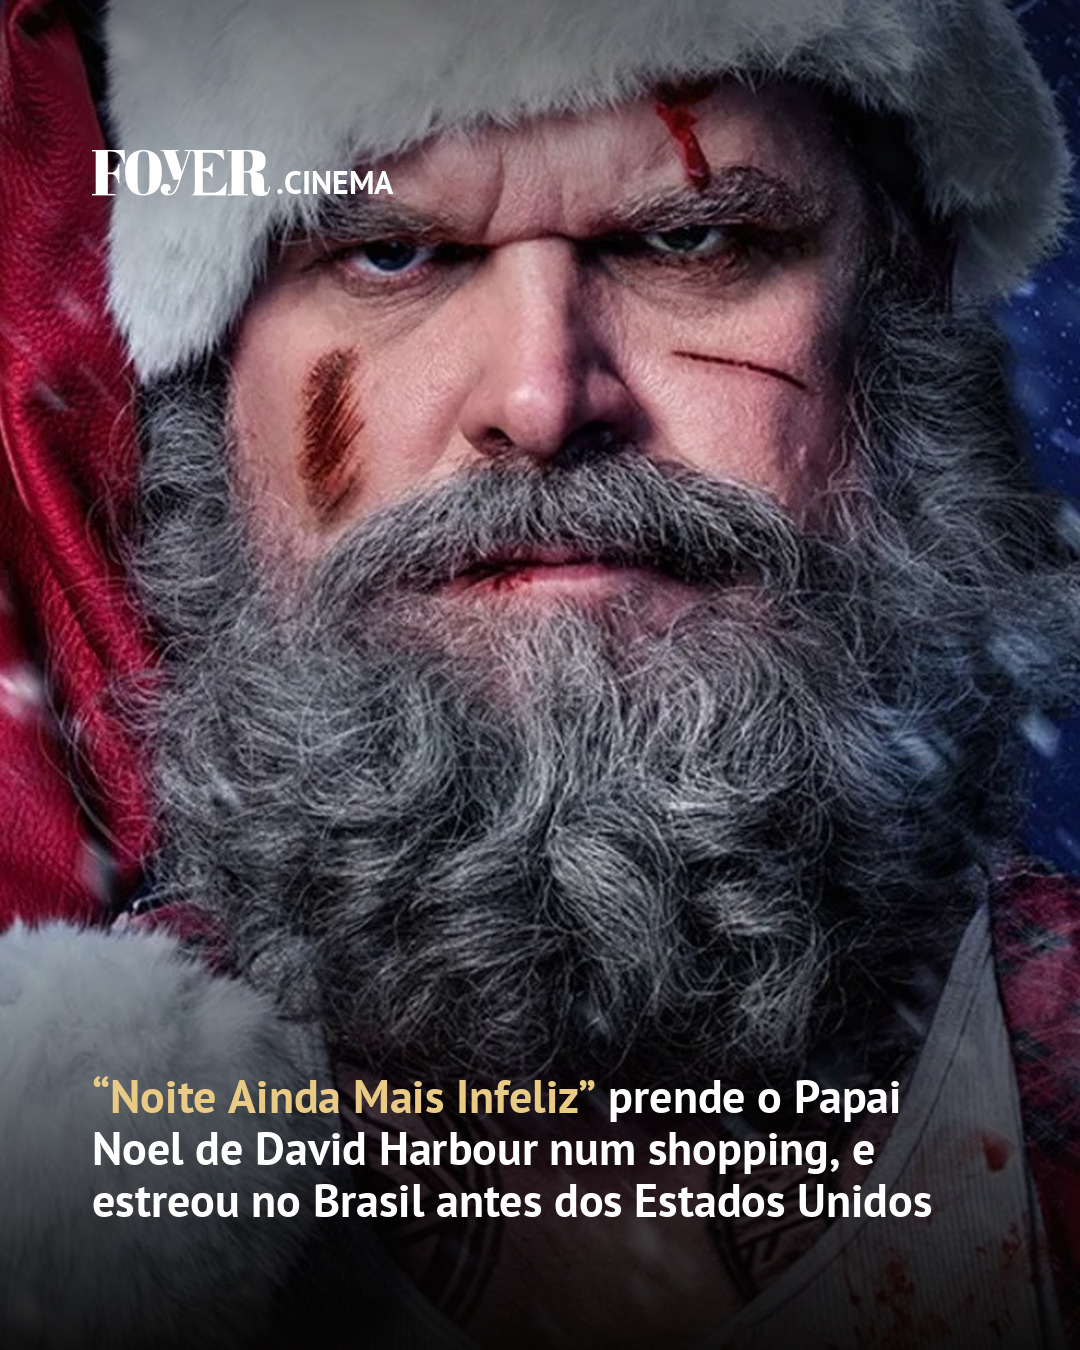 FOYER.CINEMA
“Noite Ainda Mais Infeliz” prende o Papai
Noel de David Harbour num shopping, e
estreou no Brasil antes dos Estados Unidos